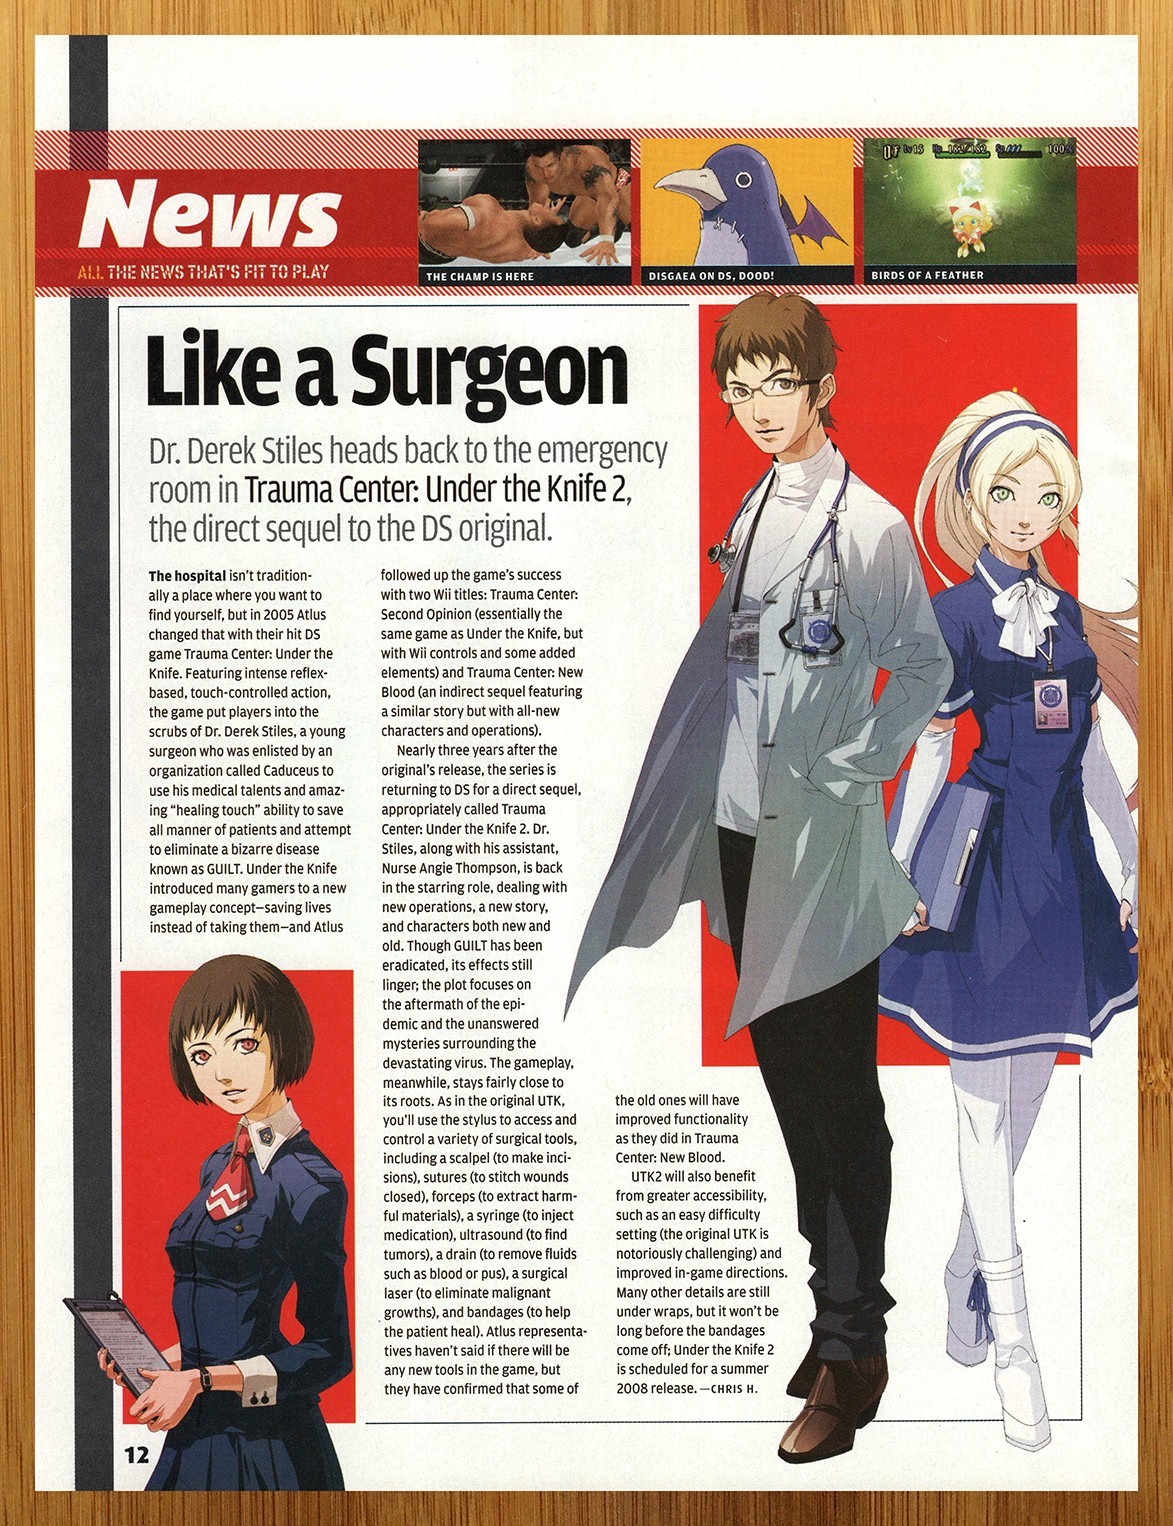 News
ALL THE NEWS THAT'S FIT TO PLAY
THE CHAMP IS HERE
DISGAEA ON DS, DOOD!
Lv 15
100%
BIRDS OF A FEATHER
Like a Surgeon
Dr. Derek Stiles heads back to the emergency
room in Trauma Center: Under the Knife 2,
the direct sequel to the DS original.
The hospital isn't tradition-
ally a place where you want to
find yourself, but in 2005 Atlus
changed that with their hit DS
game Trauma Center: Under the
Knife. Featuring intense reflex-
based, touch-controlled action,
the game put players into the
scrubs of Dr. Derek Stiles, a young
surgeon who was enlisted by an
organization called Caduceus to
use his medical talents and amaz-
ing “healing touch” ability to save
all manner of patients and attempt
to eliminate a bizarre disease
known as GUILT. Under the Knife
introduced many gamers to a new
gameplay concept—saving lives
instead of taking them—and Atlus
followed up the game's success
with two Wii titles: Trauma Center:
Second Opinion (essentially the
same game as Under the Knife, but
with Wii controls and some added
elements) and Trauma Center: New
Blood (an indirect sequel featuring
a similar story but with all-new
characters and operations).
Nearly three years after the
original's release, the series is
returning to DS for a direct sequel,
appropriately called Trauma
Center: Under the Knife 2. Dr.
Stiles, along with his assistant,
Nurse Angie Thompson, is back
in the starring role, dealing with
new operations, a new story,
and characters both new and
old. Though GUILT has been
eradicated, its effects still
linger; the plot focuses on
the aftermath of the epi-
demic and the unanswered
mysteries surrounding the
devastating virus. The gameplay,
meanwhile, stays fairly close to
its roots. As in the original UTK,
you'll use the stylus to access and
control a variety of surgical tools,
including a scalpel (to make inci-
sions), sutures (to stitch wounds
closed), forceps (to extract harm-
ful materials), a syringe (to inject
medication), ultrasound (to find
tumors), a drain (to remove fluids
such as blood or pus), a surgical
laser (to eliminate malignant
growths), and bandages (to help
the patient heal). Atlus representa-
tives haven't said if there will be
any new tools in the game, but
they have confirmed that some of
the old ones will have
improved functionality
as they did in Trauma
Center: New Blood.
UTK2 will also benefit
from greater accessibility,
such as an easy difficulty
setting (the original UTK is
notoriously challenging) and
improved in-game directions.
Many other details are still
under wraps, but it won't be
long before the bandages
come off; Under the Knife 2
is scheduled for a summer
2008 release. —CHRIS H.
12